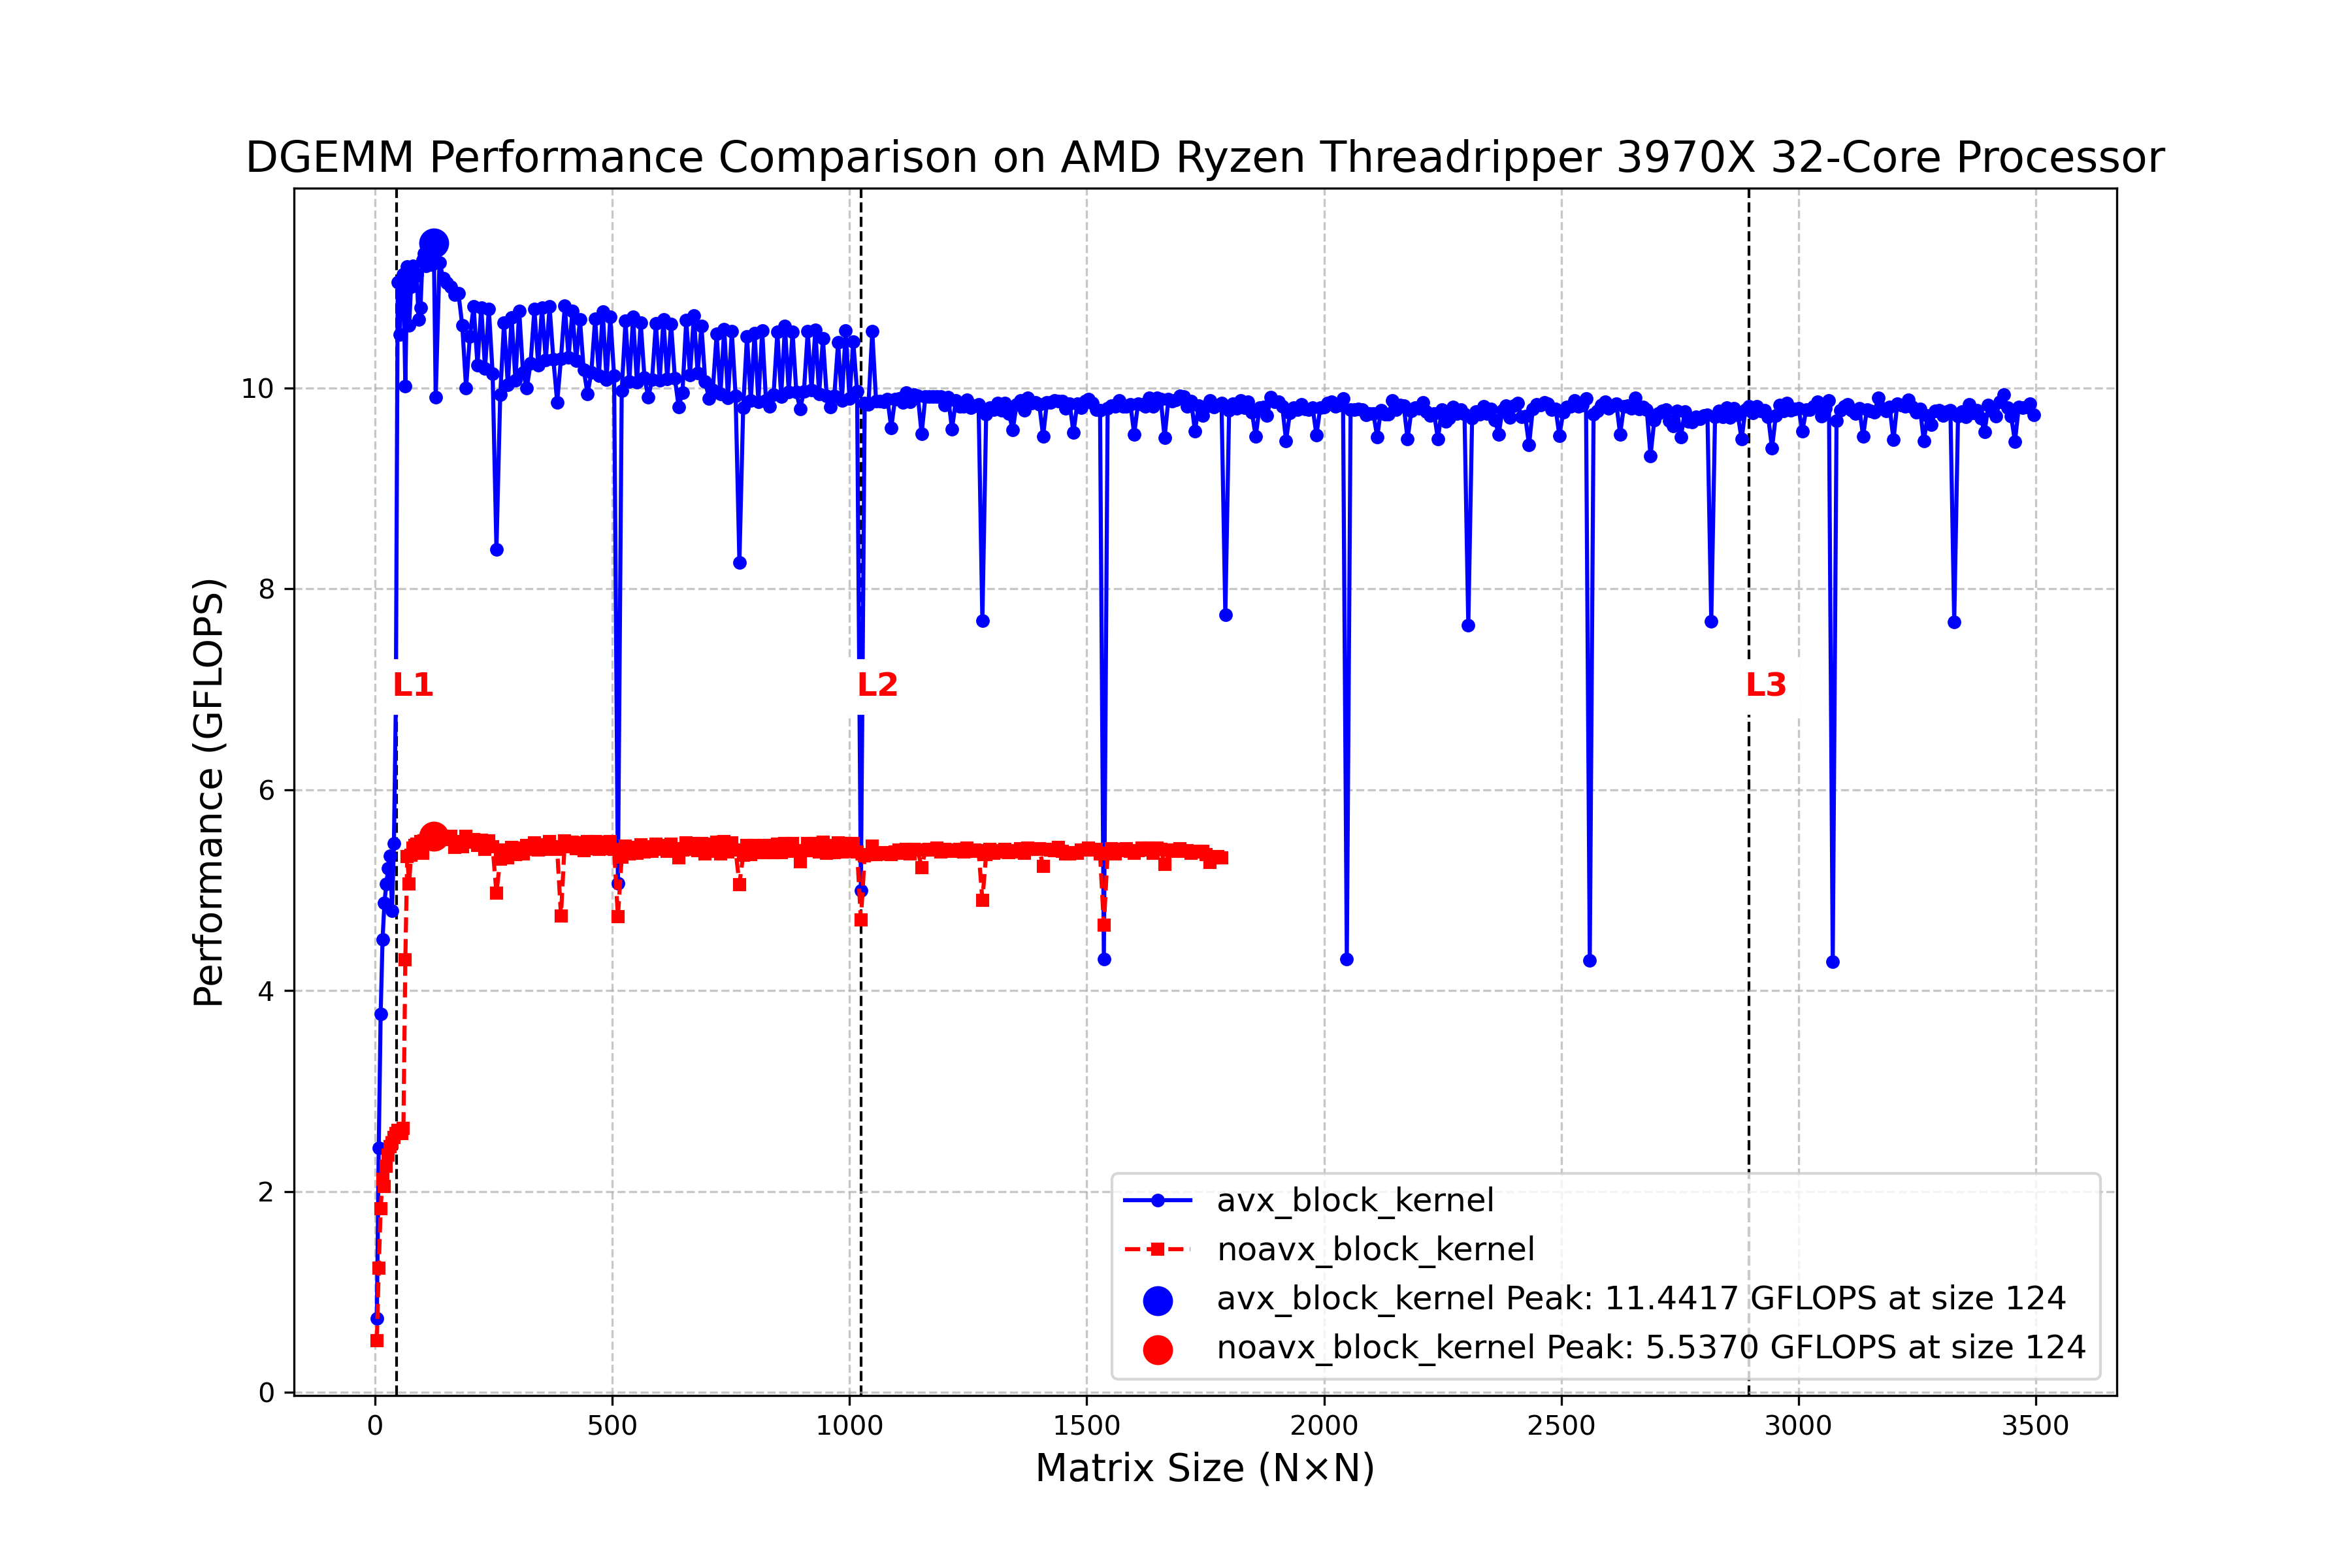 DGEMM Performance Comparison on AMD Ryzen Threadripper 3970X 32-Core Processor
Performance (GFLOPS)
10
8
6
4
2
0
L1
L2
L3
avx_block_kernel
noavx_block_kernel
avx_block_kernel Peak: 11.4417 GFLOPS at size 124
noavx_block_kernel Peak: 5.5370 GFLOPS at size 124
0 500 1000 1500 2000 2500 3000 3500
Matrix Size (N×N)